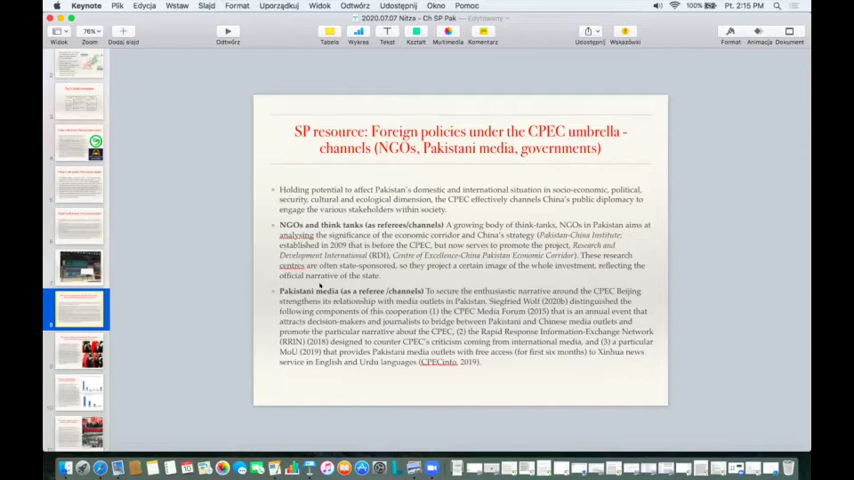 Keynote Plik Edycja Wstaw Slajd Format Uporządkuj Widok Odtwórz Udostępnij Okno Pomoc 100% Pt. 2:15 PM
2020.07.07 Nitza - Ch SP Pak — Edytowany
76%
Widok Zoom Dodaj slajd Odtwórz Tabela Wykres Tekst Kształt Multimedia Komentarz Udostępnij Wskazówki Format Animacja Dokument
SP resource: Foreign policies under the CPEC umbrella -
channels (NGOs, Pakistani media, governments)
Holding potential to affect Pakistan's domestic and international situation in socio-economic, political,
security, cultural and ecological dimension, the CPEC effectively channels China's public diplomacy to
engage the various stakeholders within society.
NGOs and think tanks (as referees/channels) A growing body of think-tanks, NGOs in Pakistan aims at
analysing the significance of the economic corridor and China's strategy (Pakistan-China Institute;
established in 2009 that is before the CPEC, but now serves to promote the project, Research and
Development International (RDI), Centre of Excellence-China Pakistan Economic Corridor). These research
centres are often state-sponsored, so they project a certain image of the whole investment, reflecting the
official narrative of the state.
Pakistani media (as a referee /channels) To secure the enthusiastic narrative around the CPEC Beijing
strengthens its relationship with media outlets in Pakistan. Siegfried Wolf (2020b) distinguished the
following components of this cooperation (1) the CPEC Media Forum (2015) that is an annual event that
attracts decision-makers and journalists to bridge between Pakistani and Chinese media outlets and
promote the particular narrative about the CPEC, (2) the Rapid Response Information-Exchange Network
(RRIN) (2018) designed to counter CPEC's criticism coming from international media, and (3) a particular
MoU (2019) that provides Pakistani media outlets with free access (for first six months) to Xinhua news
service in English and Urdu languages (CPECinfo, 2019).